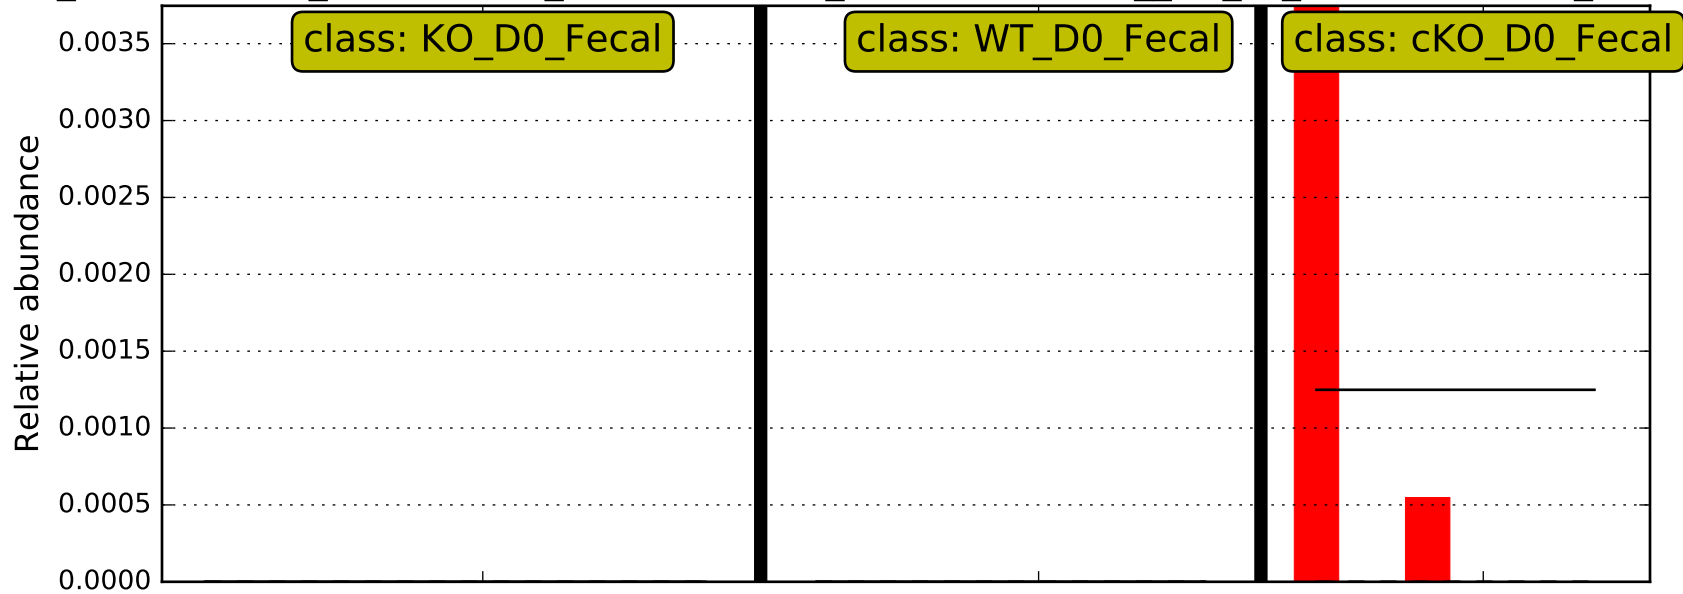 class: KO_D0_Fecal
class: WT_D0_Fecal
class: cKO_D0_Fecal
Relative abundance
0.0035
0.0030
0.0025
0.0020
0.0015
0.0010
0.0005
0.0000